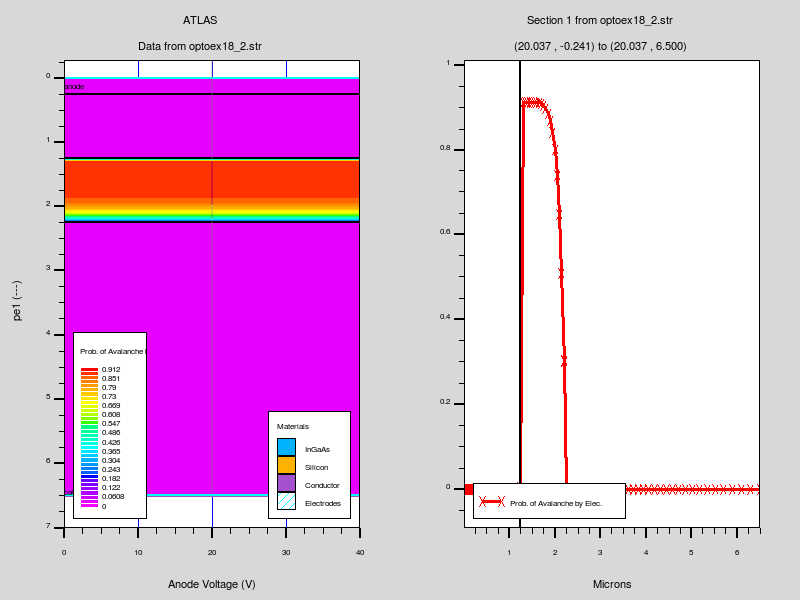 ATLAS
Data from optoex18_2.str
anode
0
1
2
3
4
5
6
7
pe1 (---)
Prob. of Avalanche
0.912
0.851
0.79
0.73
0.669
0.608
0.547
0.486
0.426
0.365
0.304
0.243
0.182
0.122
0.0608
0
Materials
InGaAs
Silicon
Conductor
Electrodes
0
10
20
30
40
Anode Voltage (V)
Section 1 from optoex18_2.str
(20.037 , -0.241) to (20.037 , 6.500)
1
0.8
0.6
0.4
0.2
0
Prob. of Avalanche by Elec.
1
2
3
4
5
6
Microns